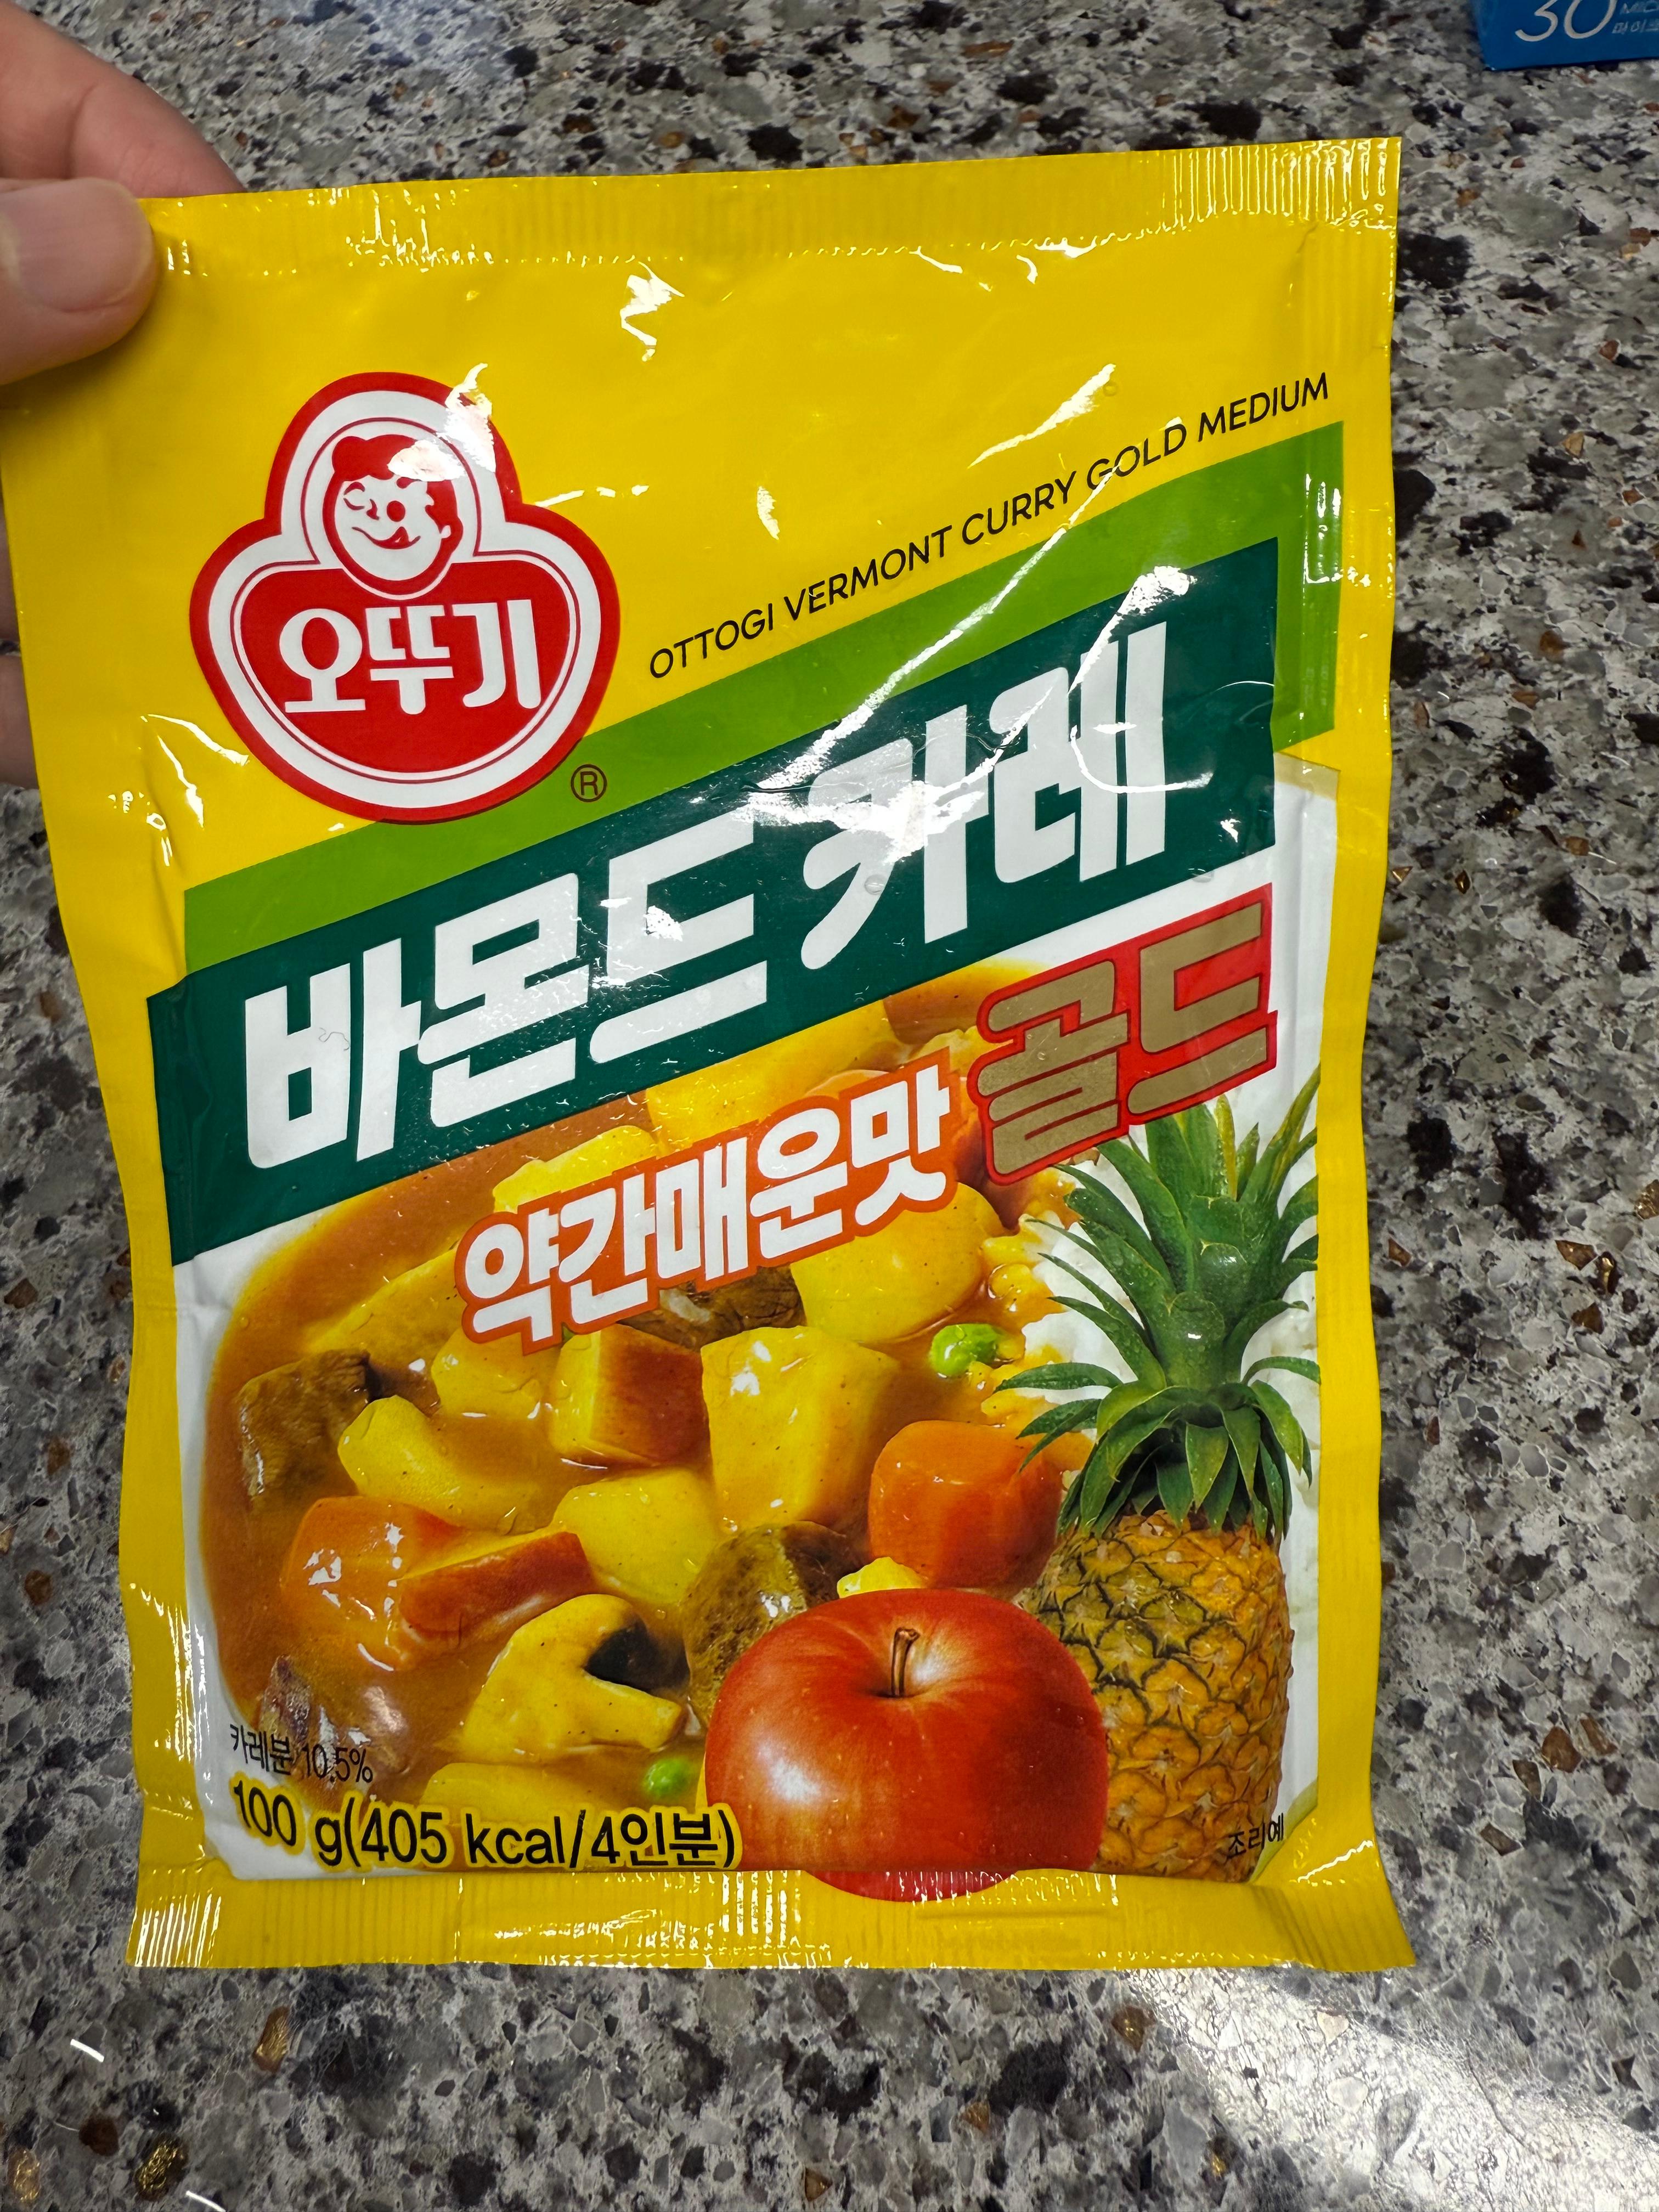 30
오뚜기
®
OTTOGI VERMONT CURRY GOLD MEDIUM
바몬드 카레
골드
약간매운맛
카레분 10.5%
100 g(405 kcal/4인분)
조리예